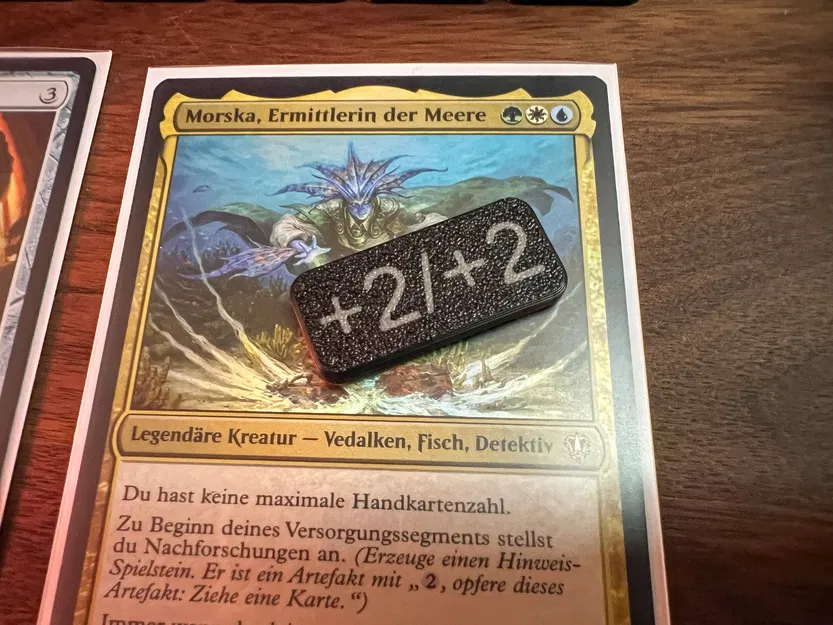 3
Morska, Ermittlerin der Meere
+2/+2
Legendäre Kreatur — Vedalken, Fisch, Detektiv
Du hast keine maximale Handkartenzahl.
Zu Beginn deines Versorgungssegments stellst
du Nachforschungen an. (Erzeuge einen Hinweis-
Spielstein. Er ist ein Artefakt mit „2, opfere dieses
Artefakt: Ziehe eine Karte.“)